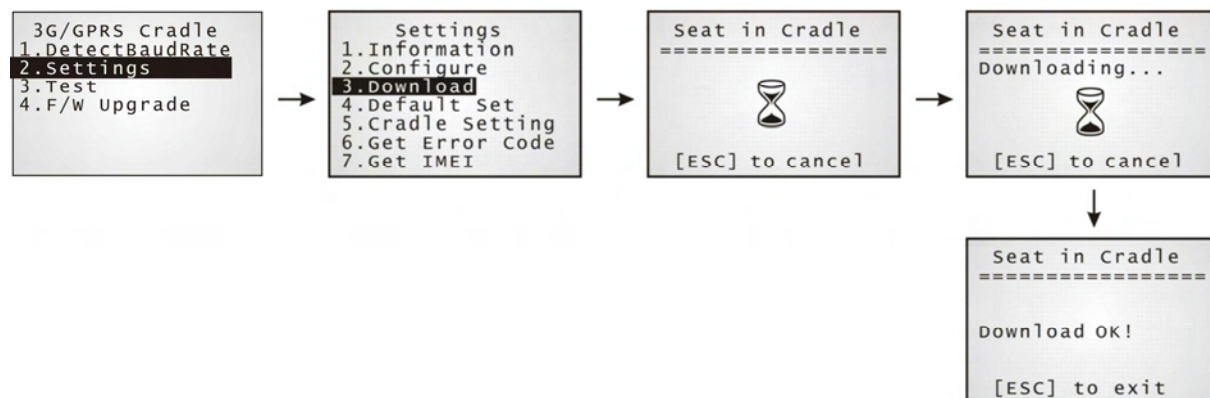 3G/GPRS Cradle
1.DetectBaudRate
2.Settings
3.Test
4.F/W Upgrade
Settings
1.Information
2.Configure
3.Download
4.Default Set
5.Cradle Setting
6.Get Error Code
7.Get IMEI
Seat in Cradle
=================
[ESC] to cancel
Seat in Cradle
=================
Downloading...
[ESC] to cancel
Seat in Cradle
=================
Download OK!
[ESC] to exit